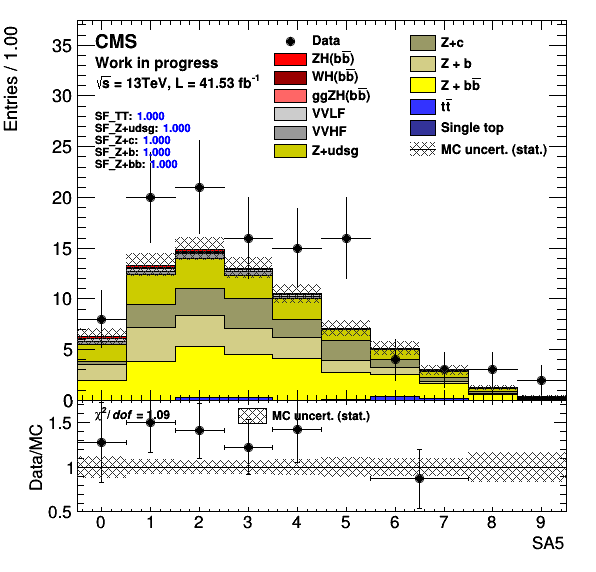 Entries / 1.00
35
30
25
20
15
10
5
0
CMS
Work in progress
√s = 13TeV, L = 41.53 fb⁻¹
SF_TT: 1.000
SF_Z+udsg: 1.000
SF_Z+c: 1.000
SF_Z+b: 1.000
SF_Z+bb: 1.000
Data
ZH(bb̅)
WH(bb̅)
ggZH(bb̅)
VVLF
VVHF
Z+udsg
Z+c
Z + b
Z + bb̅
tt̅
Single top
MC uncert. (stat.)
Data/MC
1.5
1
0.5
χ²/ dof = 1.09
MC uncert. (stat.)
0 1 2 3 4 5 6 7 8 9
SA5